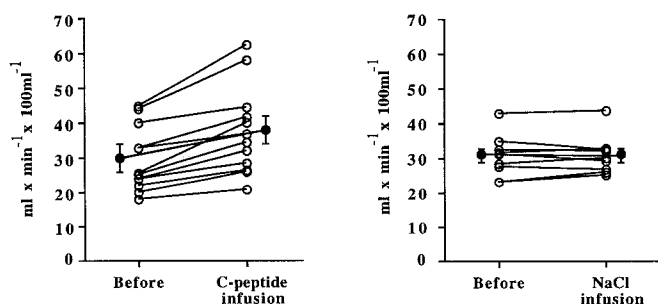 ml x min⁻¹ x 100ml⁻¹
70
60
50
40
30
20
10
0
Before
C-peptide
infusion
ml x min⁻¹ x 100ml⁻¹
70
60
50
40
30
20
10
0
Before
NaCl
infusion